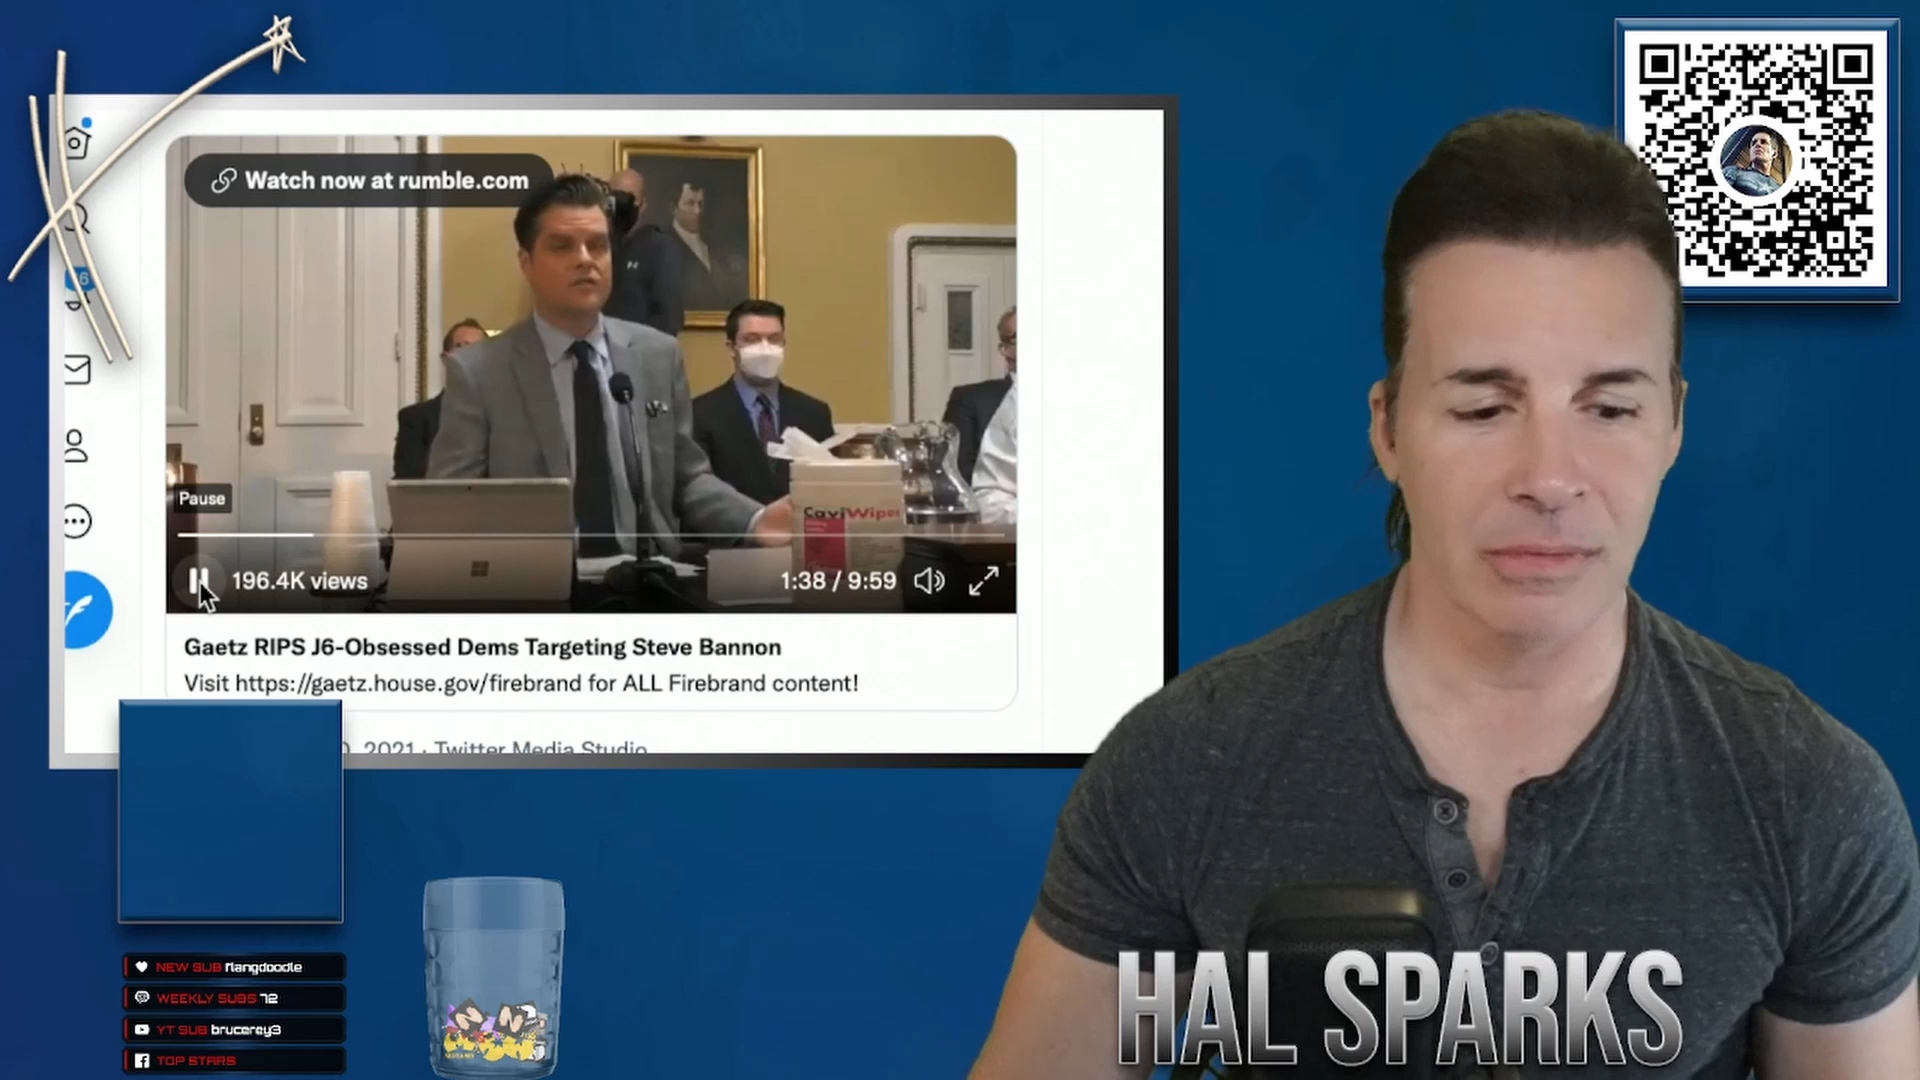 Watch now at rumble.com
Pause
CaviWipes
196.4K views
1:38 / 9:59
Gaetz RIPS J6-Obsessed Dems Targeting Steve Bannon
Visit https://gaetz.house.gov/firebrand for ALL Firebrand content!
2021 · Twitter Media Studio
NEW SUB flangdoodle
WEEKLY SUBS 72
YT SUB brucerey3
TOP STARS
HAL SPARKS